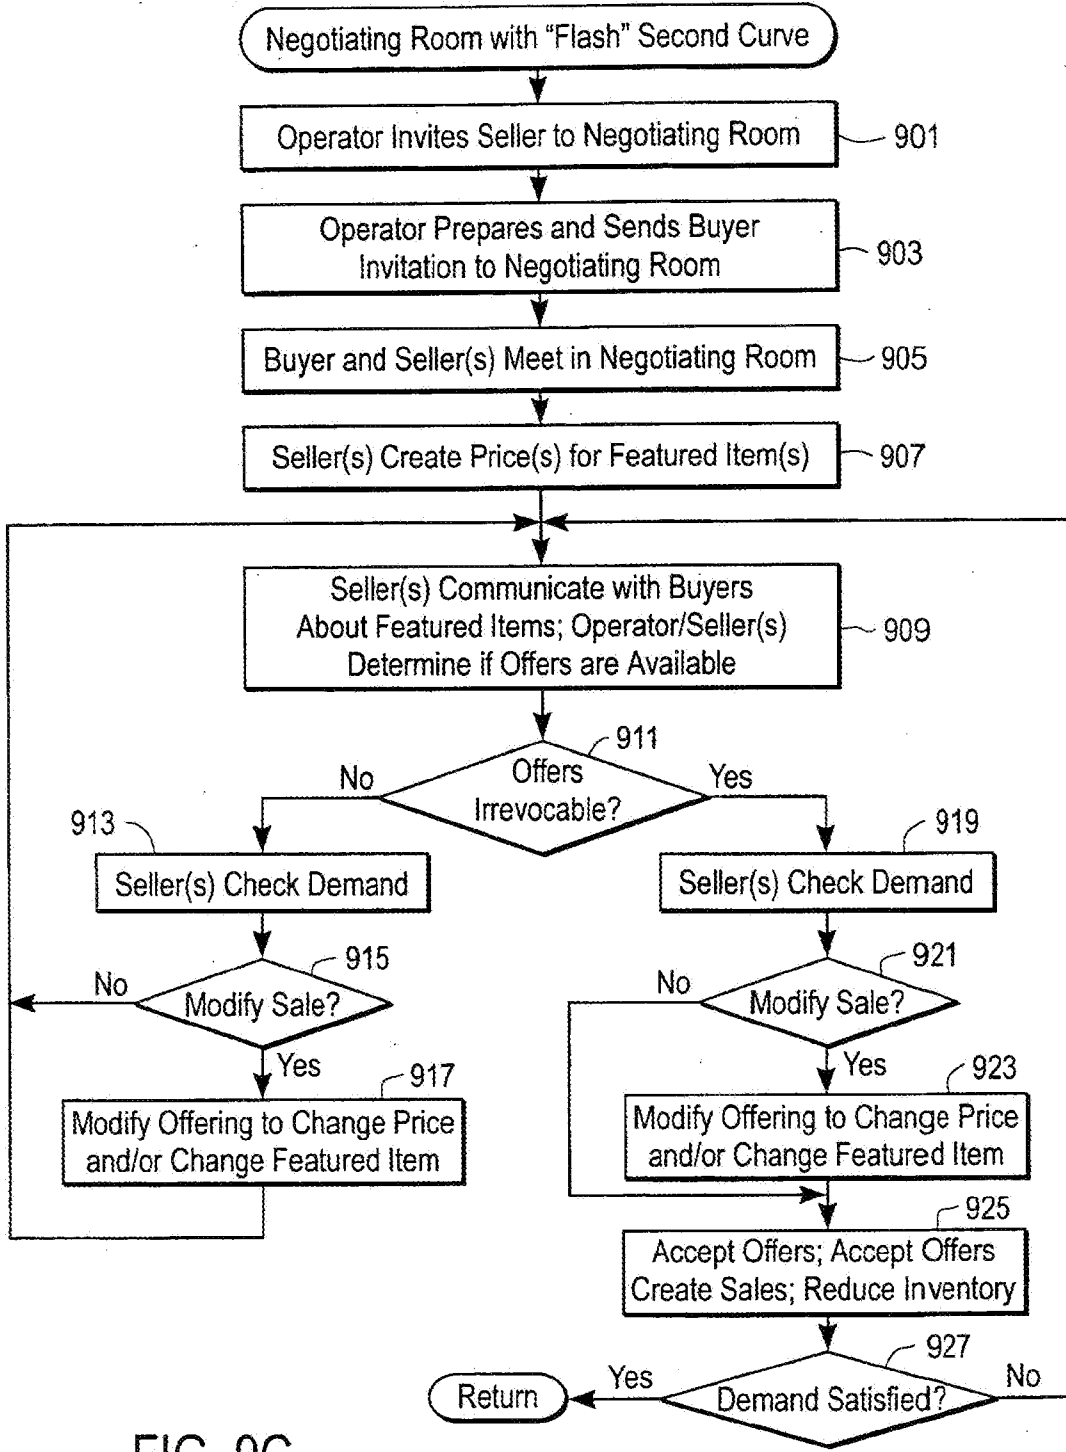 Negotiating Room with “Flash” Second Curve
Operator Invites Seller to Negotiating Room
901
Operator Prepares and Sends Buyer
Invitation to Negotiating Room
903
Buyer and Seller(s) Meet in Negotiating Room
905
Seller(s) Create Price(s) for Featured Item(s)
907
Seller(s) Communicate with Buyers
About Featured Items; Operator/Seller(s)
Determine if Offers are Available
909
911
Offers
Irrevocable?
No
Yes
913
Seller(s) Check Demand
919
Seller(s) Check Demand
915
Modify Sale?
No
Yes
921
Modify Sale?
No
Yes
917
Modify Offering to Change Price
and/or Change Featured Item
923
Modify Offering to Change Price
and/or Change Featured Item
925
Accept Offers; Accept Offers
Create Sales; Reduce Inventory
927
Demand Satisfied?
Yes
No
Return
FIG. 9C